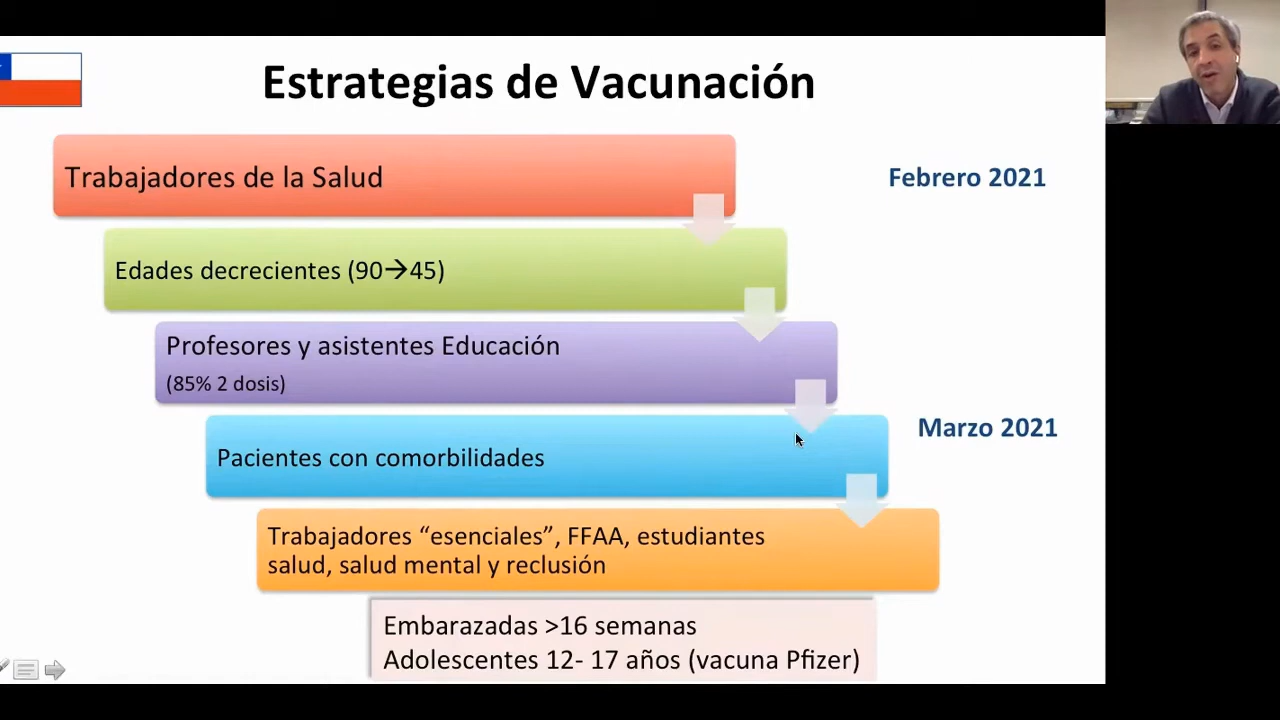 Estrategias de Vacunación
Trabajadores de la Salud
Febrero 2021
Edades decrecientes (90→45)
Profesores y asistentes Educación
(85% 2 dosis)
Marzo 2021
Pacientes con comorbilidades
Trabajadores “esenciales”, FFAA, estudiantes
salud, salud mental y reclusión
Embarazadas >16 semanas
Adolescentes 12- 17 años (vacuna Pfizer)